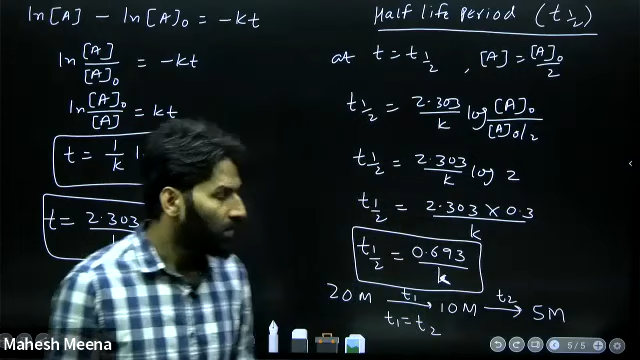 ln[A] - ln[A]₀ = -kt
ln [A]/[A]₀ = -kt
ln [A]₀/[A] = kt
t = 1/k
t = 2.303
Half life Period (t½)
at t = t½ , [A] = [A]₀/2
t½ = 2.303/k log [A]₀/[A]₀/2
t½ = 2.303/k log 2
t½ = 2.303 × 0.3/k
t½ = 0.693/k
20M t₁→ 10M t₂→ 5M
t₁ = t₂
Mahesh Meena
5/5